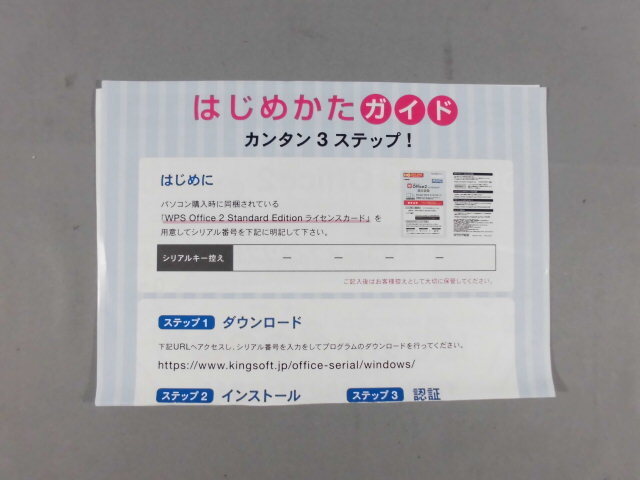 はじめかたガイド
カンタン3ステップ！
はじめに
パソコン購入時に同梱されている
「WPS Office 2 Standard Edition ライセンスカード」を
用意してシリアル番号を下記に明記して下さい。
Office 2
シリアルキー控え ー ー ー ー
ご記入後はお客様控えとして大切に保管してください。
ステップ1 ダウンロード
下記URLへアクセスし、シリアル番号を入力をしてプログラムのダウンロードを行ってください。
https://www.kingsoft.jp/office-serial/windows/
ステップ2 インストール
ステップ3 認証